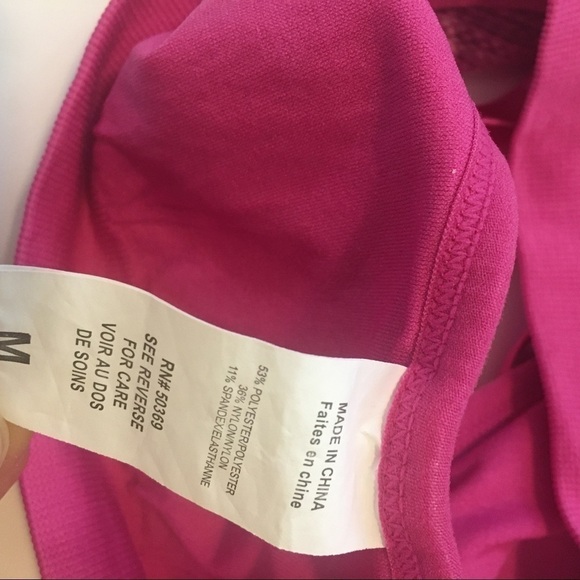 MADE IN CHINA
Faites en chine
53% POLYESTER/POLYESTER
36% NYLON/NYLON
11% SPANDEX/ELASTHANNE
RN# 50369
SEE REVERSE
FOR CARE
VOIR AU DOS
DE SOINS
M